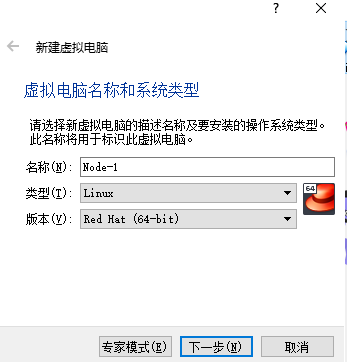 ?
新建虚拟电脑
虚拟电脑名称和系统类型
请选择新虚拟电脑的描述名称及要安装的操作系统类型。
此名称将用于标识此虚拟电脑。
名称(N): Node-1
类型(T): Linux
64
版本(V): Red Hat (64-bit)
专家模式(E) 下一步(N) 取消